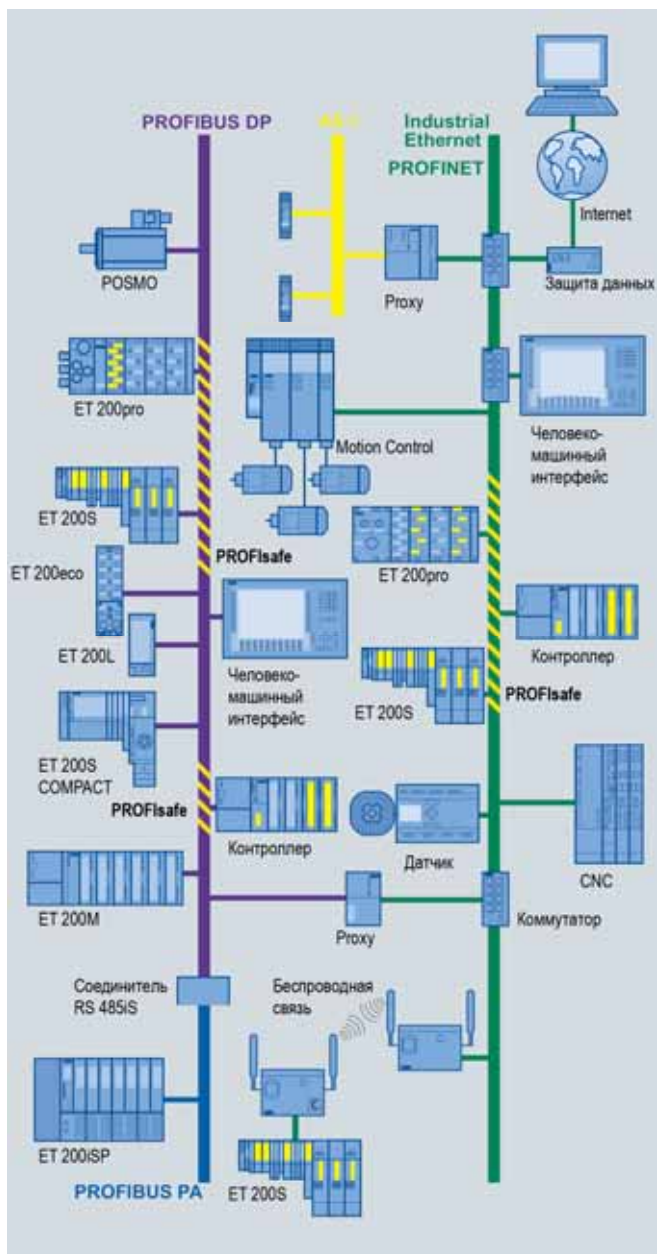 PROFIBUS DP
AS-i
Industrial
Ethernet
PROFINET
Internet
POSMO
Proxy
Защита данных
ET 200pro
Motion Control
Человеко-
машинный
интерфейс
ET 200S
PROFIsafe
ET 200pro
ET 200eco
ET 200L
Человеко-
машинный
интерфейс
Контроллер
ET 200S
PROFIsafe
ET 200S
COMPACT
PROFIsafe
Контроллер
Датчик
CNC
ET 200M
Proxy
Коммутатор
Соединитель
RS 485iS
Беспроводная
связь
ET 200iSP
PROFIBUS PA
ET 200S